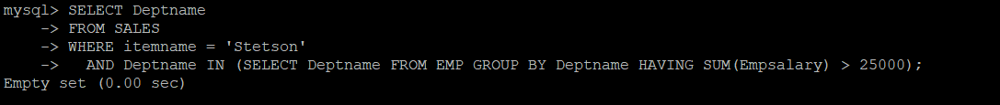 mysql> SELECT Deptname
    -> FROM SALES
    -> WHERE itemname = 'Stetson'
    ->   AND Deptname IN (SELECT Deptname FROM EMP GROUP BY Deptname HAVING SUM(Empsalary) > 25000);
Empty set (0.00 sec)